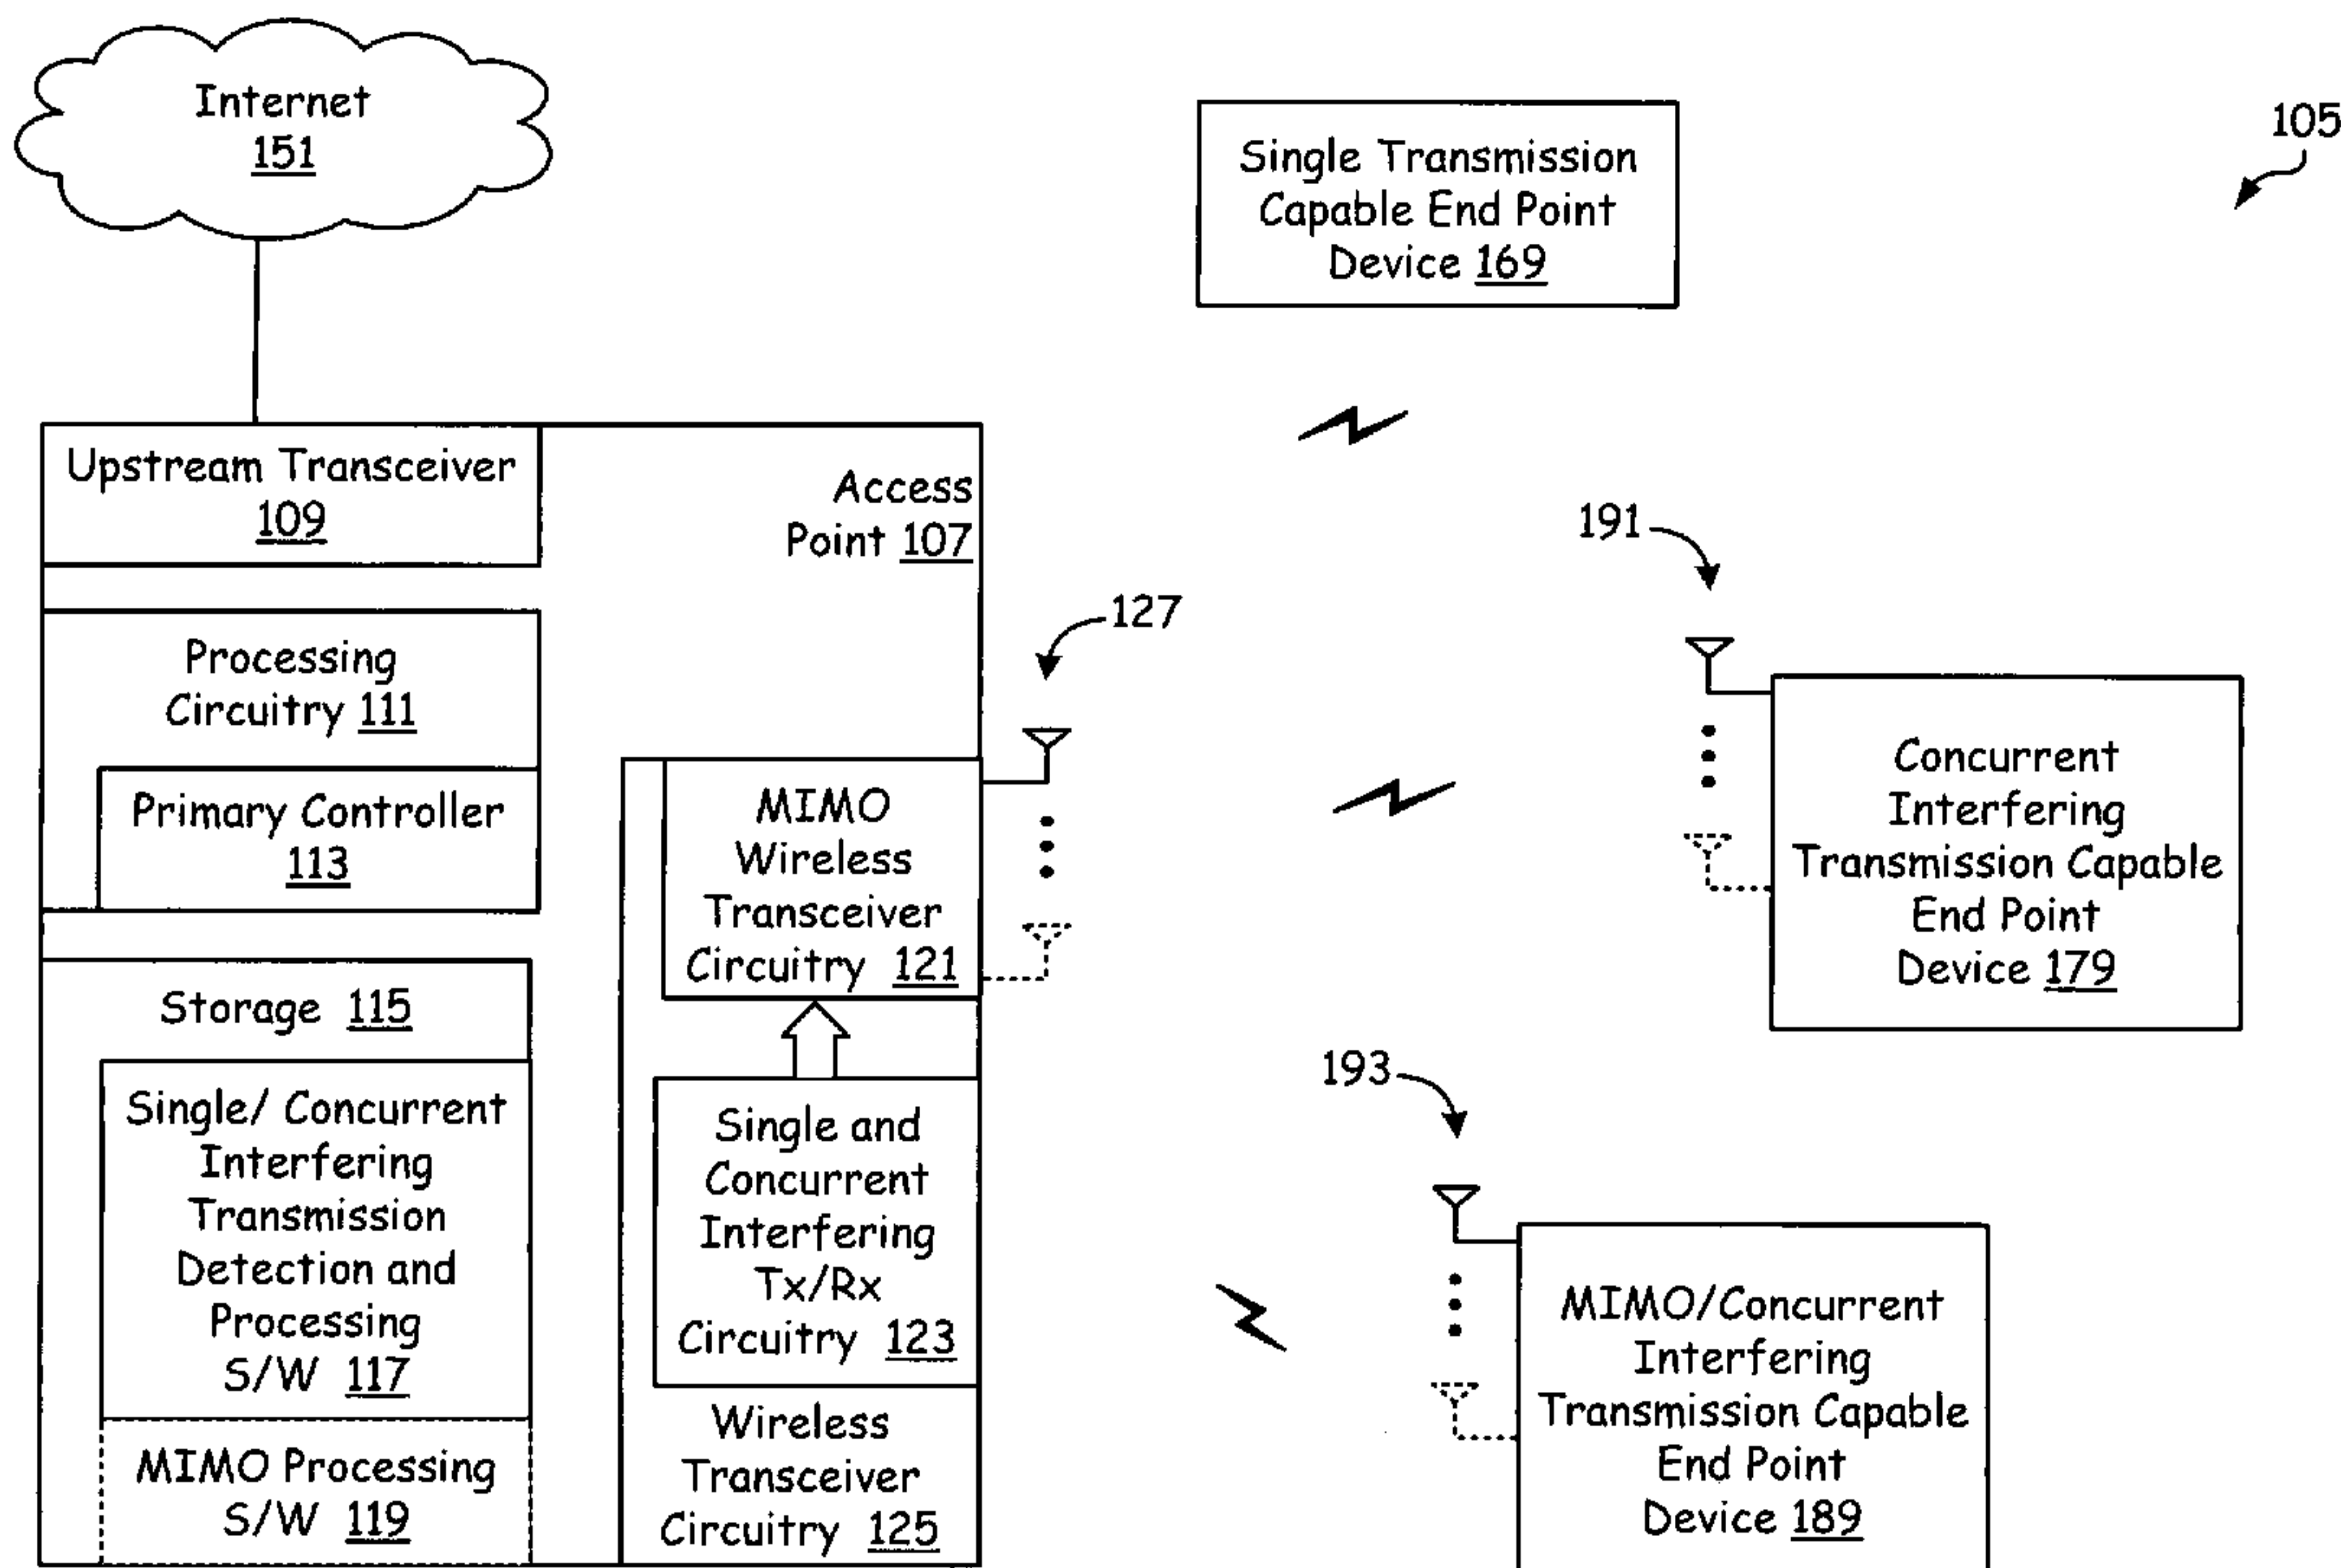 Internet
151
Single Transmission
Capable End Point
Device 169
105
Upstream Transceiver
109
Access
Point 107
Processing
Circuitry 111
Primary Controller
113
Storage 115
Single/ Concurrent
Interfering
Transmission
Detection and
Processing
S/W 117
MIMO Processing
S/W 119
MIMO
Wireless
Transceiver
Circuitry 121
Single and
Concurrent
Interfering
Tx/Rx
Circuitry 123
Wireless
Transceiver
Circuitry 125
127
191
Concurrent
Interfering
Transmission Capable
End Point
Device 179
193
MIMO/Concurrent
Interfering
Transmission Capable
End Point
Device 189